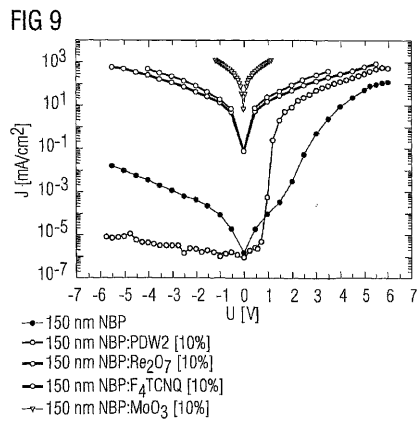 FIG 9
10³
10¹
10⁻¹
10⁻³
10⁻⁵
10⁻⁷
J [mA/cm²]
-7 -6 -5 -4 -3 -2 -1 0 1 2 3 4 5 6 7
U [V]
150 nm NBP
150 nm NBP:PDW2 [10%]
150 nm NBP:Re₂O₇ [10%]
150 nm NBP:F₄TCNQ [10%]
150 nm NBP:MoO₃ [10%]